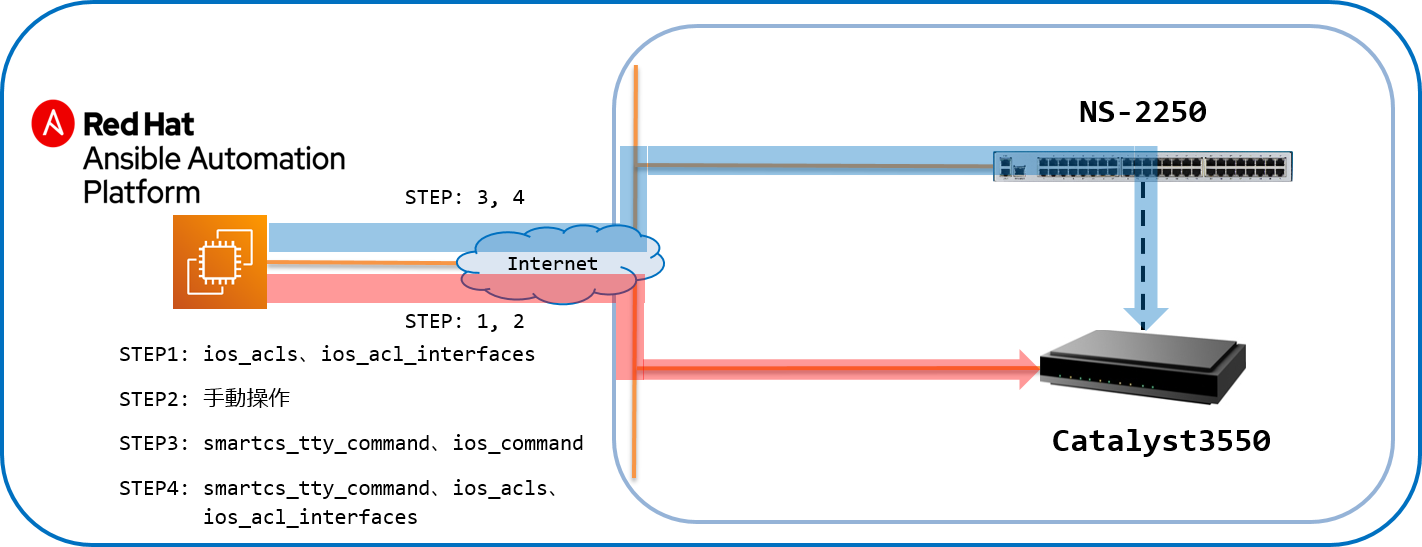 NS-2250
Red Hat
Ansible Automation
Platform
STEP: 3, 4
Internet
STEP: 1, 2
STEP1: ios_acls、ios_acl_interfaces
STEP2: 手動操作
STEP3: smartcs_tty_command、ios_command
STEP4: smartcs_tty_command、ios_acls、
ios_acl_interfaces
Catalyst3550